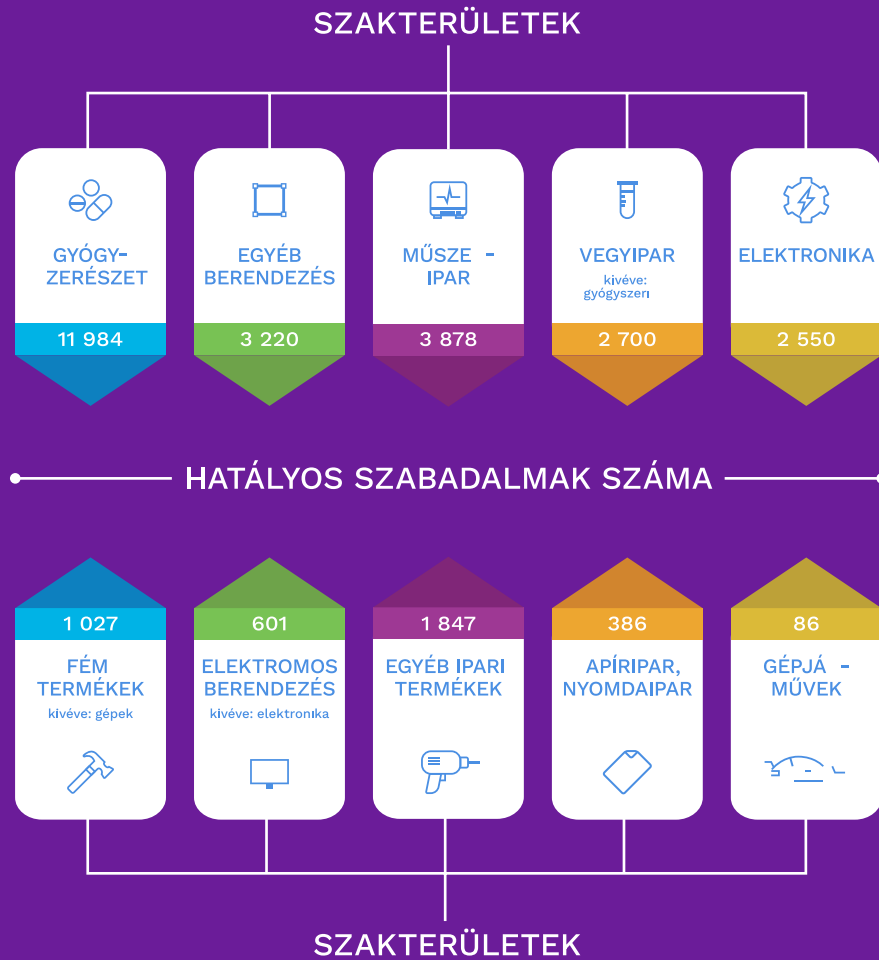 SZAKTERÜLETEK
GYÓGY-
ZERÉSZET
11 984
EGYÉB
BERENDEZÉS
3 220
MŰSZE -
IPAR
3 878
VEGYIPAR
kivéve:
gyógyszerı
2 700
ELEKTRONIKA
2 550
HATÁLYOS SZABADALMAK SZÁMA
1 027
FÉM
TERMÉKEK
kivéve: gépek
601
ELEKTROMOS
BERENDEZÉS
kivéve: elektronika
1 847
EGYÉB IPARI
TERMÉKEK
386
APÍRIPAR,
NYOMDAIPAR
86
GÉPJÁ -
MŰVEK
SZAKTERÜLETEK